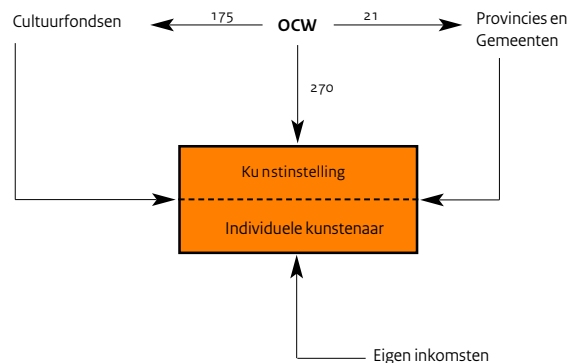 Cultuurfondsen
175
OCW
21
Provincies en
Gemeenten
270
Kunstinstelling
Individuele kunstenaar
Eigen inkomsten